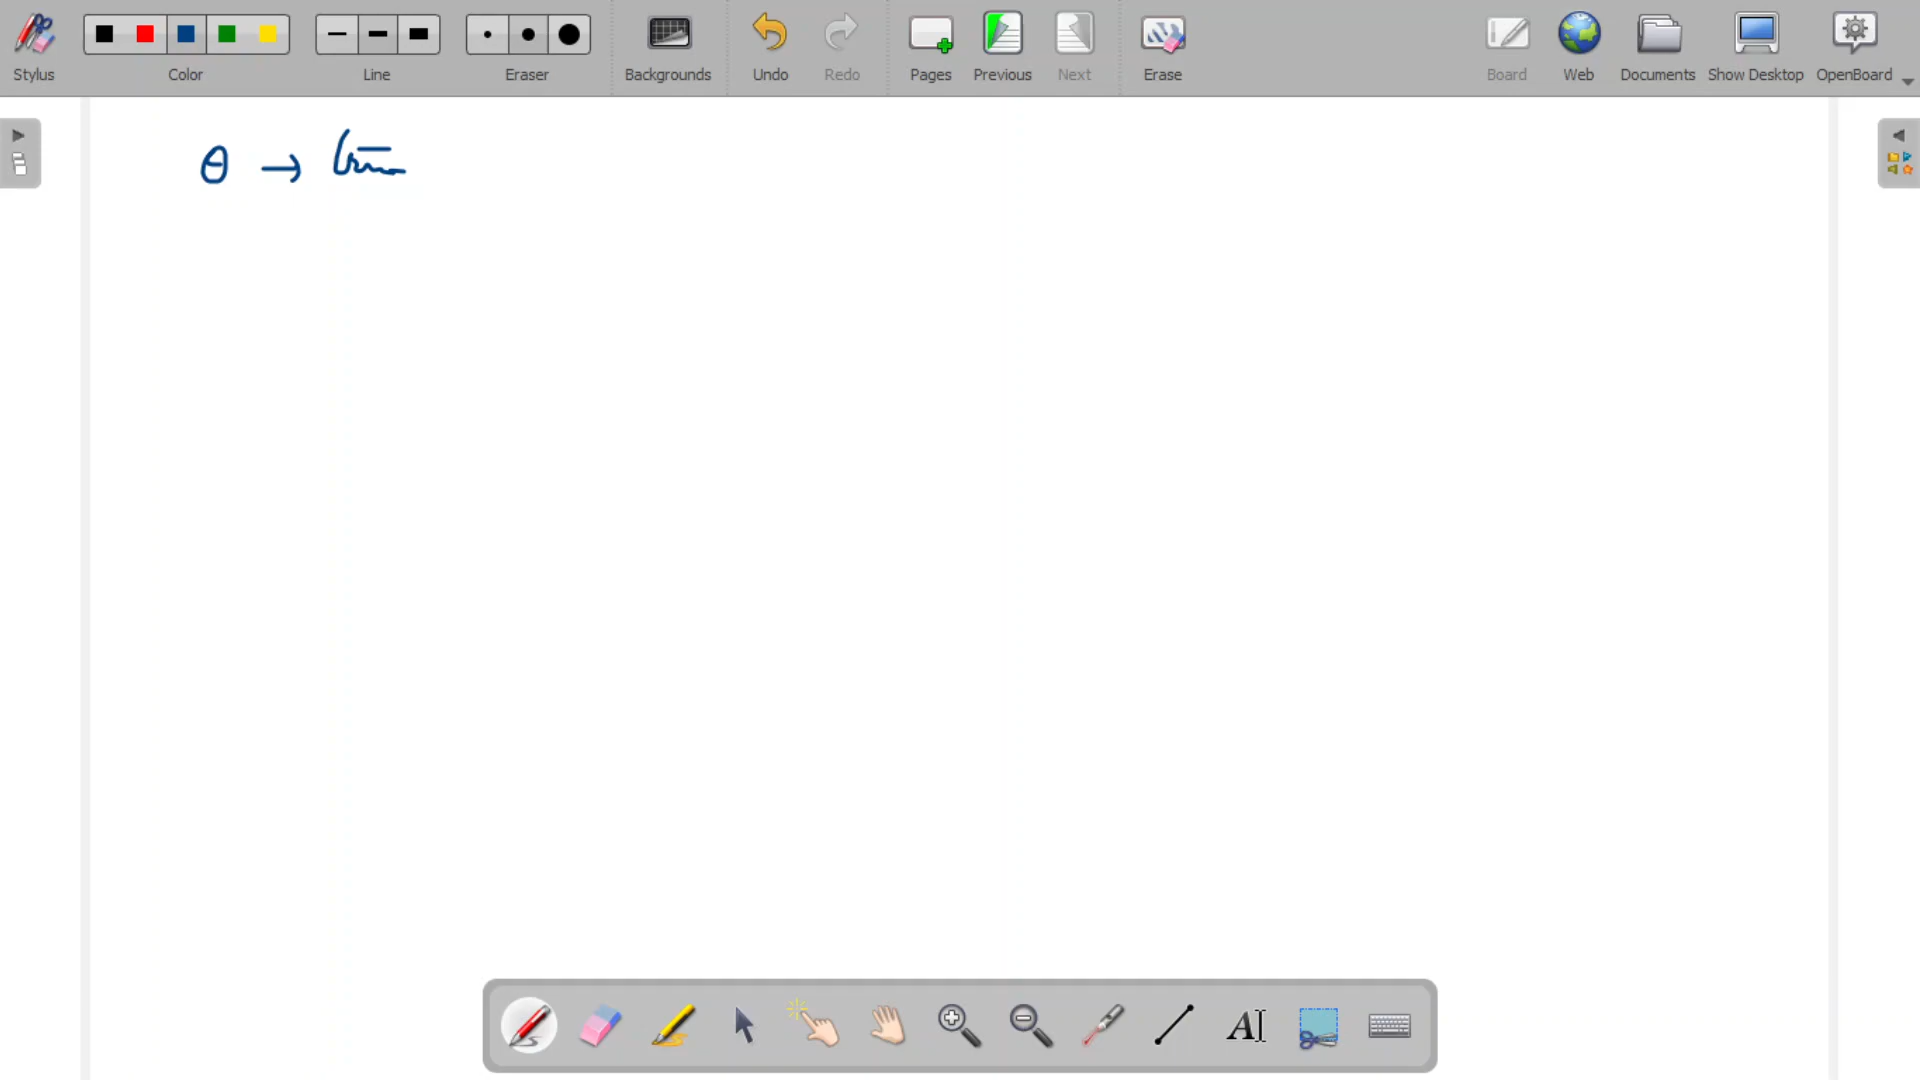 Stylus Color Line Eraser Backgrounds Undo Redo Pages Previous Next Erase Board Web Documents Show Desktop OpenBoard
θ →